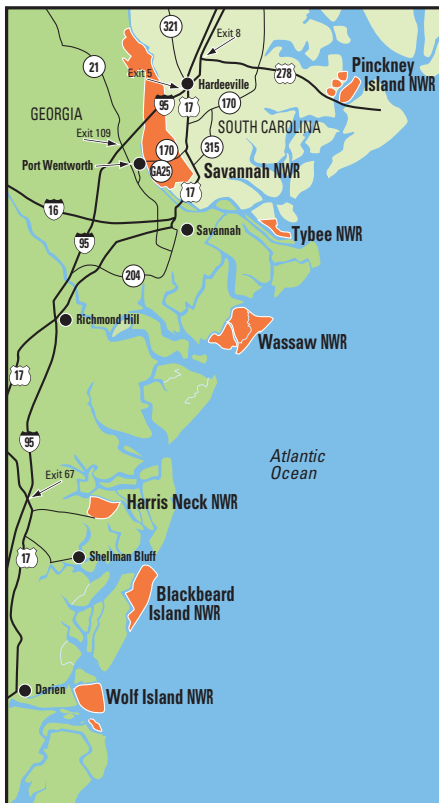 321
Exit 8
21
Exit 5
Hardeeville
278
Pinckney
Island NWR
95
17
170
GEORGIA
SOUTH CAROLINA
Exit 109
170
315
Port Wentworth
GA25
Savannah NWR
16
17
Savannah
Tybee NWR
95
204
Richmond Hill
Wassaw NWR
17
95
Atlantic
Ocean
Exit 67
Harris Neck NWR
17
Shellman Bluff
Blackbeard
Island NWR
Darien
Wolf Island NWR